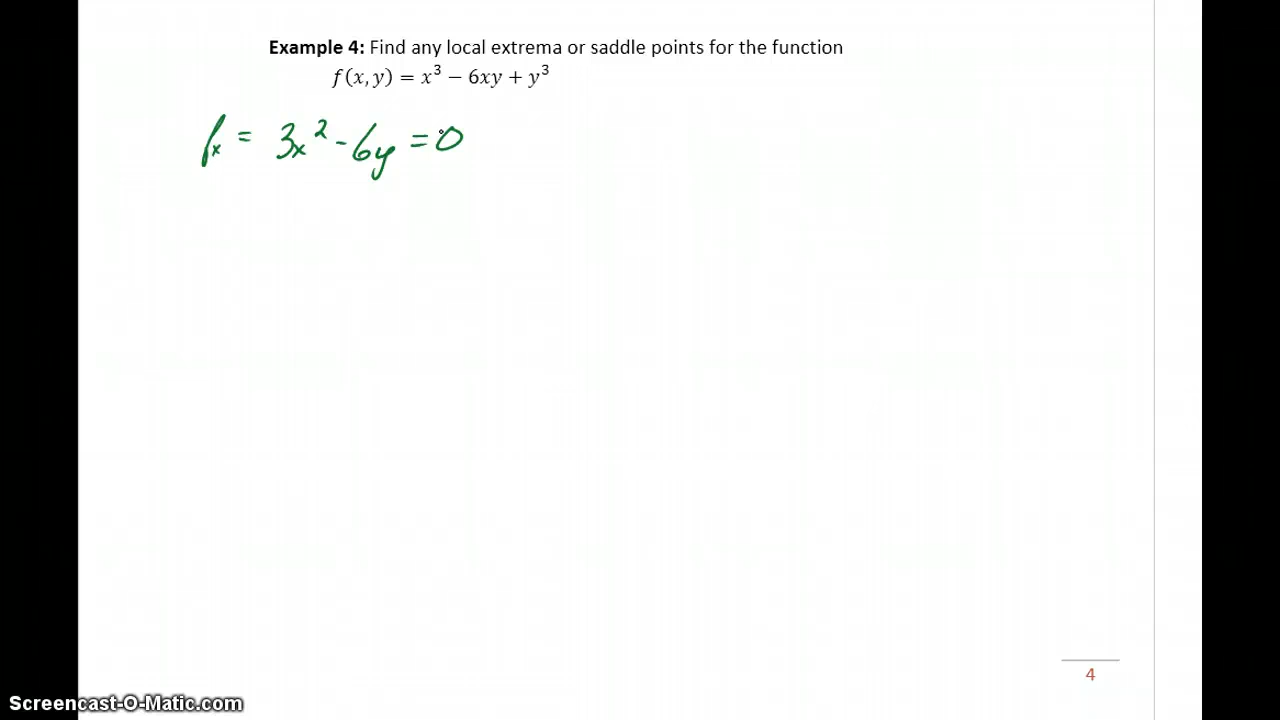 Example 4: Find any local extrema or saddle points for the function
f(x, y) = x³ − 6xy + y³
fx = 3x² - 6y = 0
4
Screencast-O-Matic.com